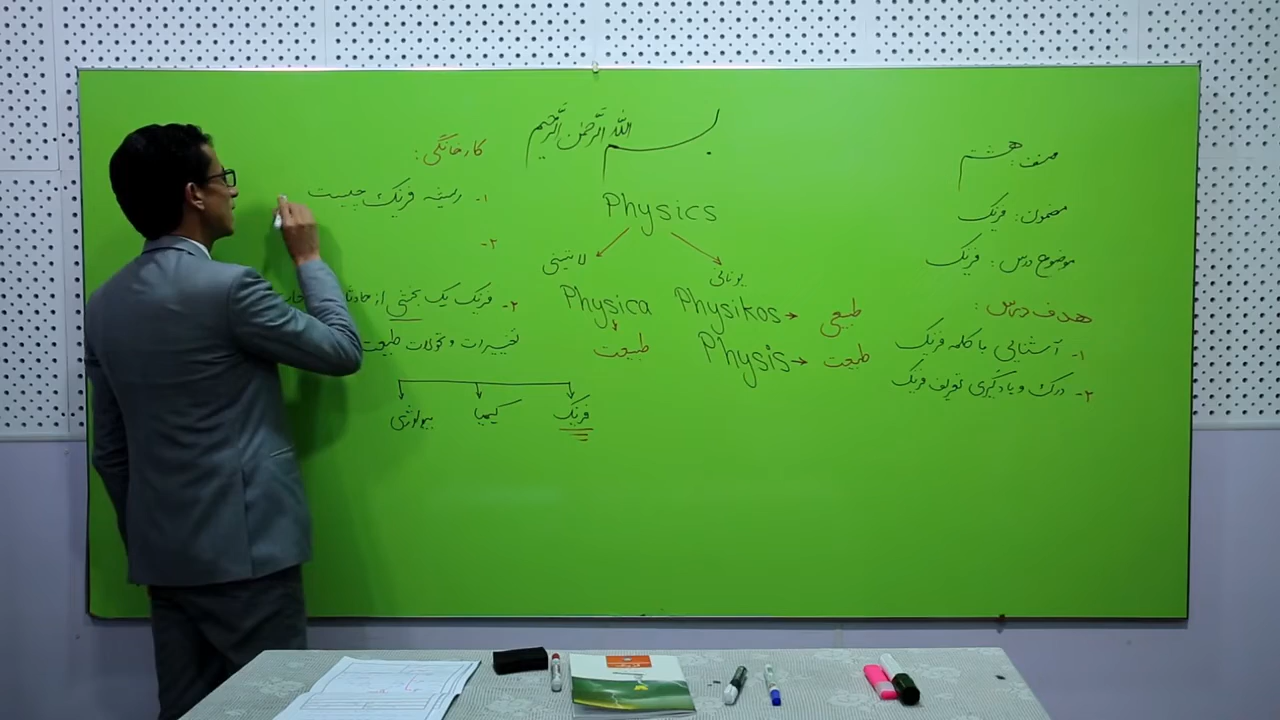 بسم الله الرحمن الرحیم
صنف: هشتم
مضمون: فزیک
موضوع درس: فزیک
هدف درس:
۱- آشنائی با کلمه فزیک
۲- درک و یادگیری تعریف فزیک
Physics
یونانی
لاتینی
Physikos → طبیعی
Physis → طبیعت
Physica
طبیعت
کارخانگی:
۱- ریشه فزیک چیست
۲-
۲- فزیک یک بخشی از
تغییرات و تحولات طبیعت
فزیک
کیمیا
بیولوژی